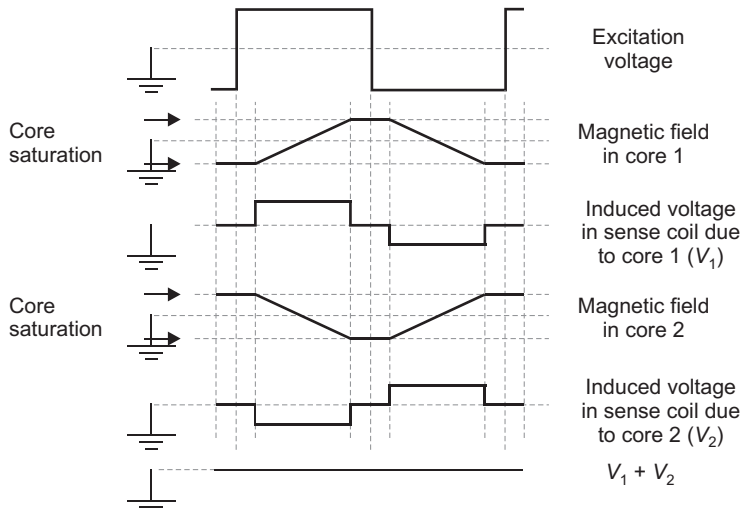 Excitation
voltage
Core
saturation
Magnetic field
in core 1
Induced voltage
in sense coil due
to core 1 (V₁)
Core
saturation
Magnetic field
in core 2
Induced voltage
in sense coil due
to core 2 (V₂)
V₁ + V₂